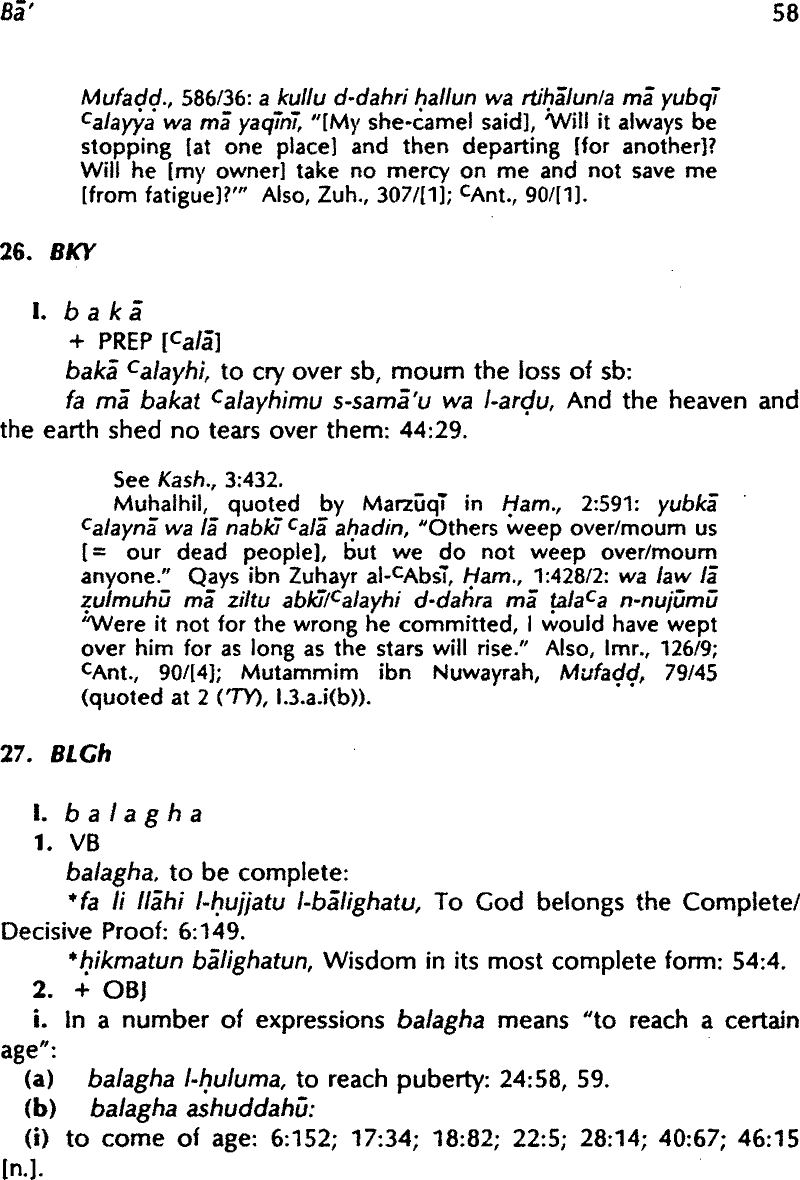 Bā' 58
Mufaḍḍ., 586/36: a kullu d-dahri ḥallun wa rtiḥālun/a mā yubqī
ᶜalayya wa mā yaqīnī, "[My she-camel said], 'Will it always be
stopping [at one place] and then departing [for another]?
Will he [my owner] take no mercy on me and not save me
[from fatigue]?'" Also, Zuh., 307/[1]; ᶜAnt., 90/[1].
26. BKY
I. b a k ā
+ PREP [ᶜalā]
bakā ᶜalayhi, to cry over sb, mourn the loss of sb:
fa mā bakat ᶜalayhimu s-samā'u wa l-arḍu, And the heaven and
the earth shed no tears over them: 44:29.
See Kash., 3:432.
Muhalhil, quoted by Marzūqī in Ḥam., 2:591: yubkā
ᶜalaynā wa lā nabkī ᶜalā aḥadin, "Others weep over/mourn us
[= our dead people], but we do not weep over/mourn
anyone." Qays ibn Zuhayr al-ᶜAbsī, Ḥam., 1:428/2: wa law lā
ẓulmuhū mā ziltu abkī/ᶜalayhi d-dahra mā ṭalaᶜa n-nujūmū
"Were it not for the wrong he committed, I would have wept
over him for as long as the stars will rise." Also, Imr., 126/9;
ᶜAnt., 90/[4]; Mutammim ibn Nuwayrah, Mufaḍḍ, 79/45
(quoted at 2 ('TY), I.3.a.i(b)).
27. BLGh
I. b a l a g h a
1. VB
balagha, to be complete:
*fa li llāhi l-ḥujjatu l-bālighatu, To God belongs the Complete/
Decisive Proof: 6:149.
*ḥikmatun bālighatun, Wisdom in its most complete form: 54:4.
2. + OBJ
i. In a number of expressions balagha means "to reach a certain
age":
(a) balagha l-ḥuluma, to reach puberty: 24:58, 59.
(b) balagha ashuddahū:
(i) to come of age: 6:152; 17:34; 18:82; 22:5; 28:14; 40:67; 46:15
[n.].